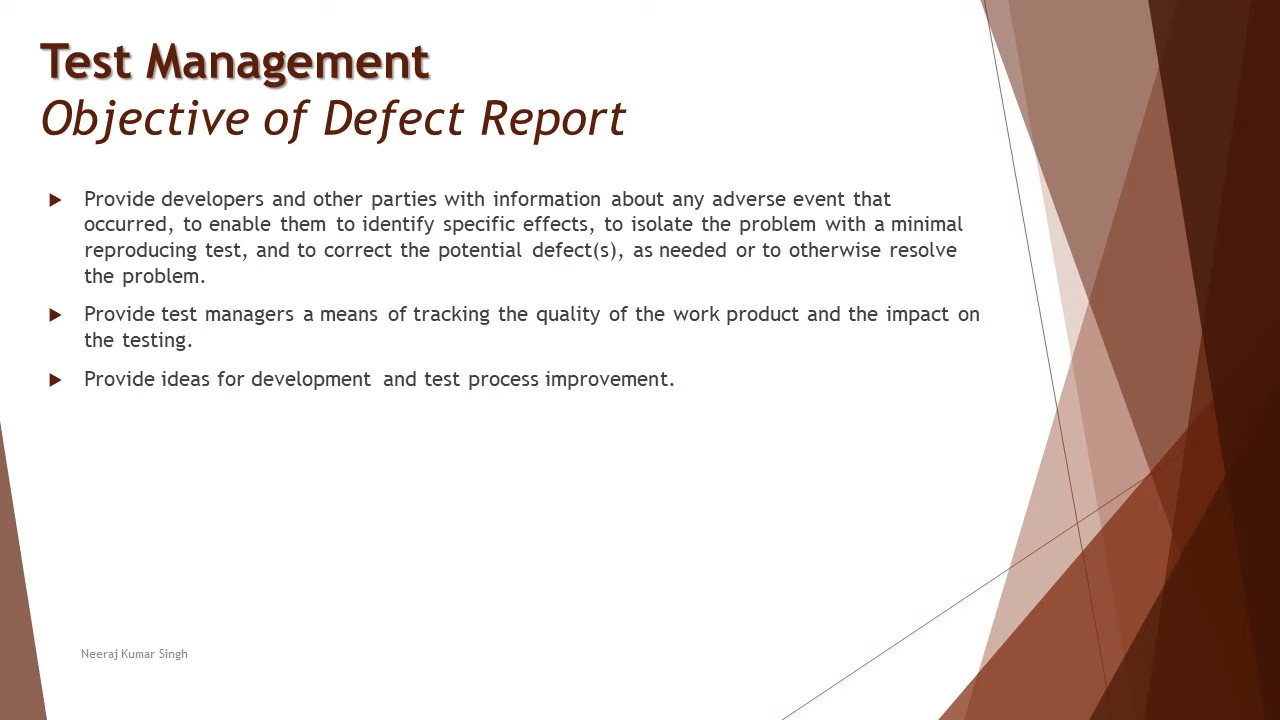 Test Management
Objective of Defect Report
Provide developers and other parties with information about any adverse event that
occurred, to enable them to identify specific effects, to isolate the problem with a minimal
reproducing test, and to correct the potential defect(s), as needed or to otherwise resolve
the problem.
Provide test managers a means of tracking the quality of the work product and the impact on
the testing.
Provide ideas for development and test process improvement.
Neeraj Kumar Singh